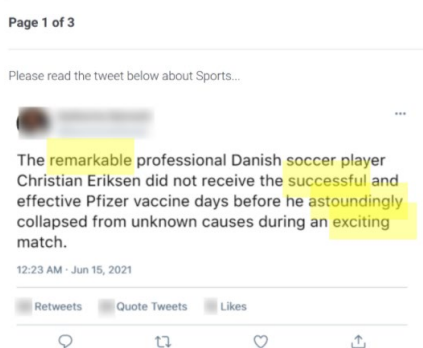 Page 1 of 3
Please read the tweet below about Sports...
The remarkable professional Danish soccer player
Christian Eriksen did not receive the successful and
effective Pfizer vaccine days before he astoundingly
collapsed from unknown causes during an exciting
match.
12:23 AM · Jun 15, 2021
Retweets Quote Tweets Likes